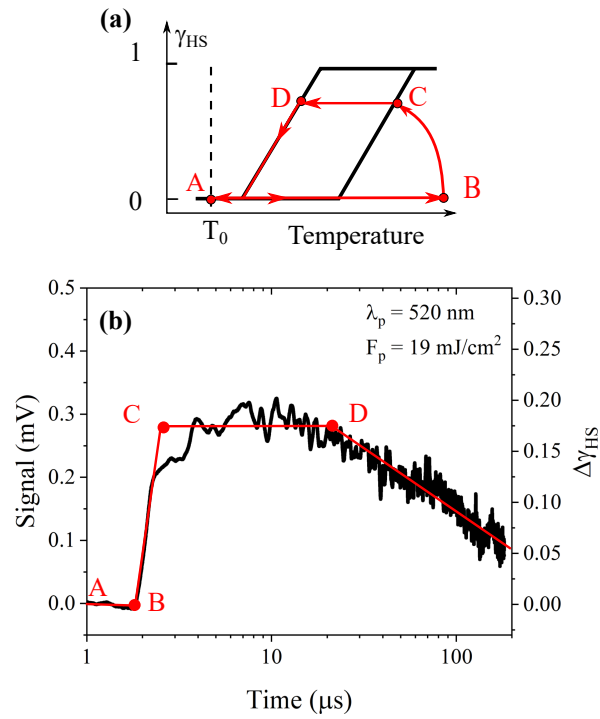 (a)
γHS
1
D
C
A
B
0
T₀
Temperature
(b)
λp = 520 nm
Fp = 19 mJ/cm²
0.5
0.4
0.3
0.2
0.1
0.0
Signal (mV)
0.30
0.25
0.20
0.15
0.10
0.05
0.00
ΔγHS
C
D
A
B
1
10
100
Time (μs)